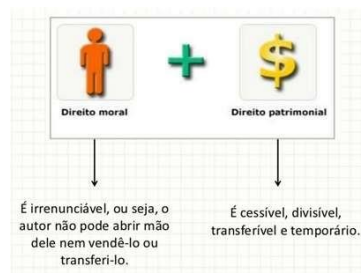 Direito moral
Direito patrimonial
É irrenunciável, ou seja, o
autor não pode abrir mão
dele nem vendê-lo ou
transferi-lo.
É cessível, divisível,
transferível e temporário.